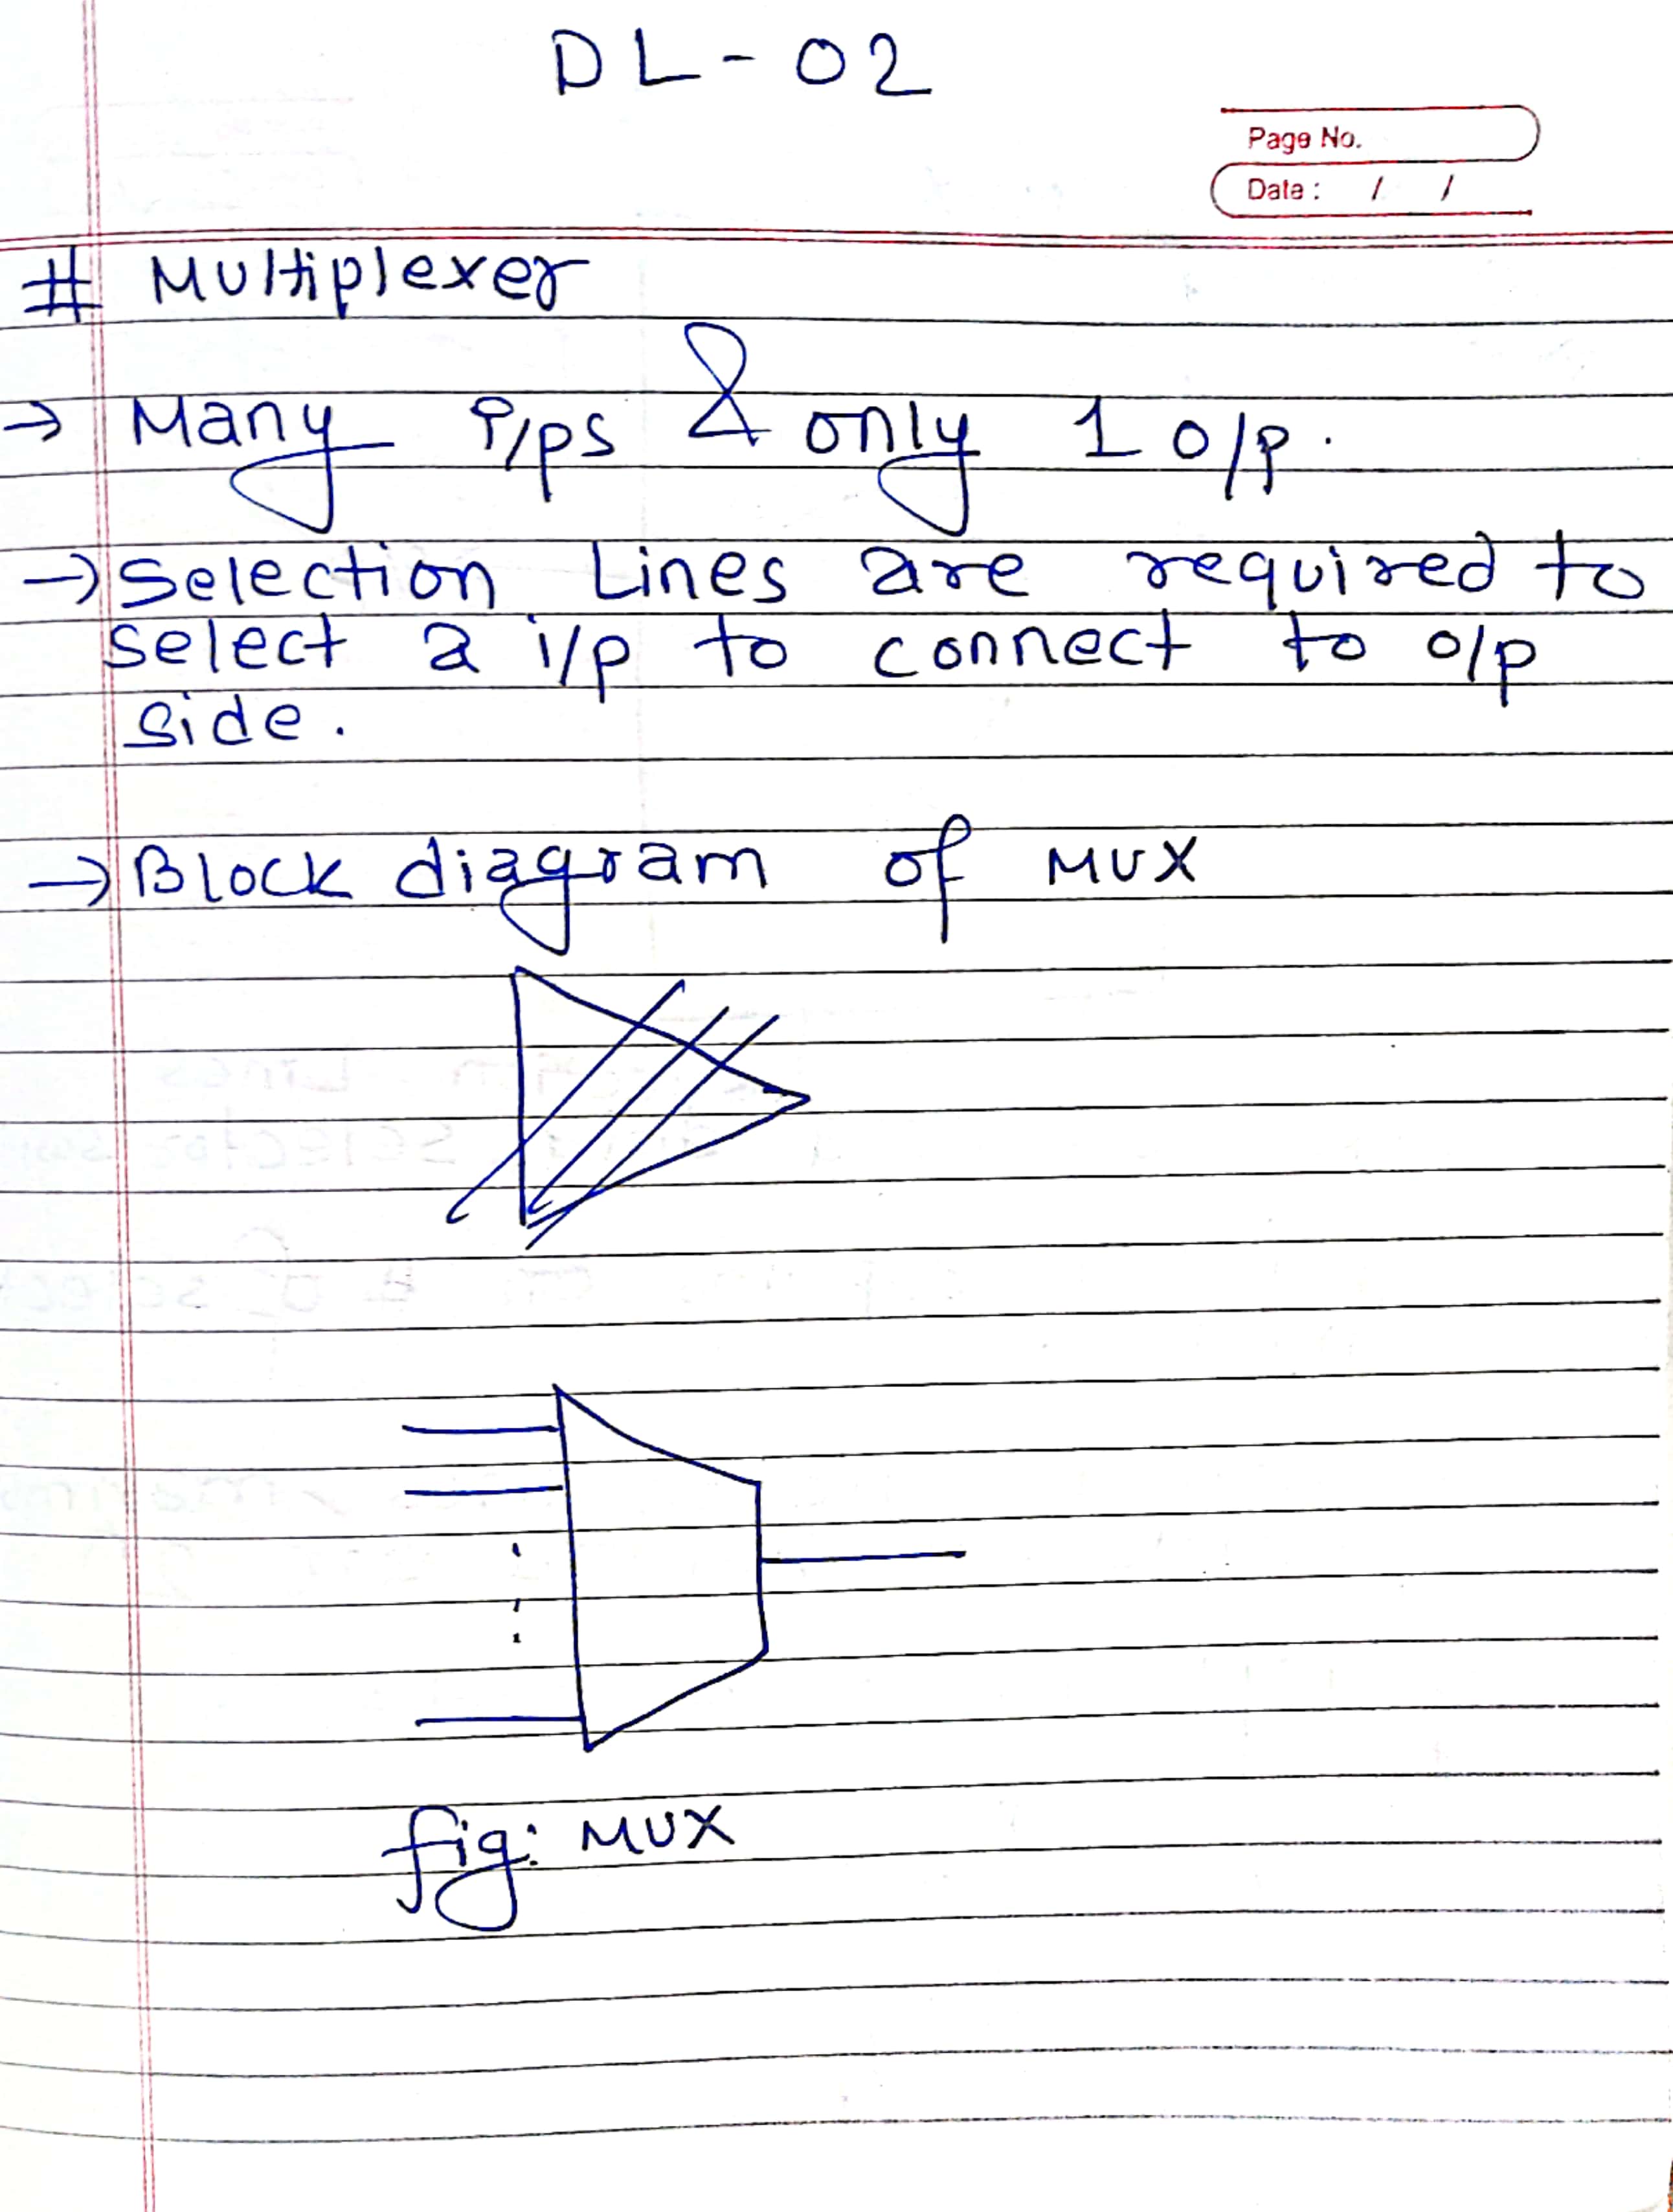 DL - 02
Page No.
Date : / /
# Multiplexer
→ Many i/ps & only 1 o/p.
→ Selection Lines are required to
select a i/p to connect to o/p
side.
→ Block diagram of MUX
fig: MUX